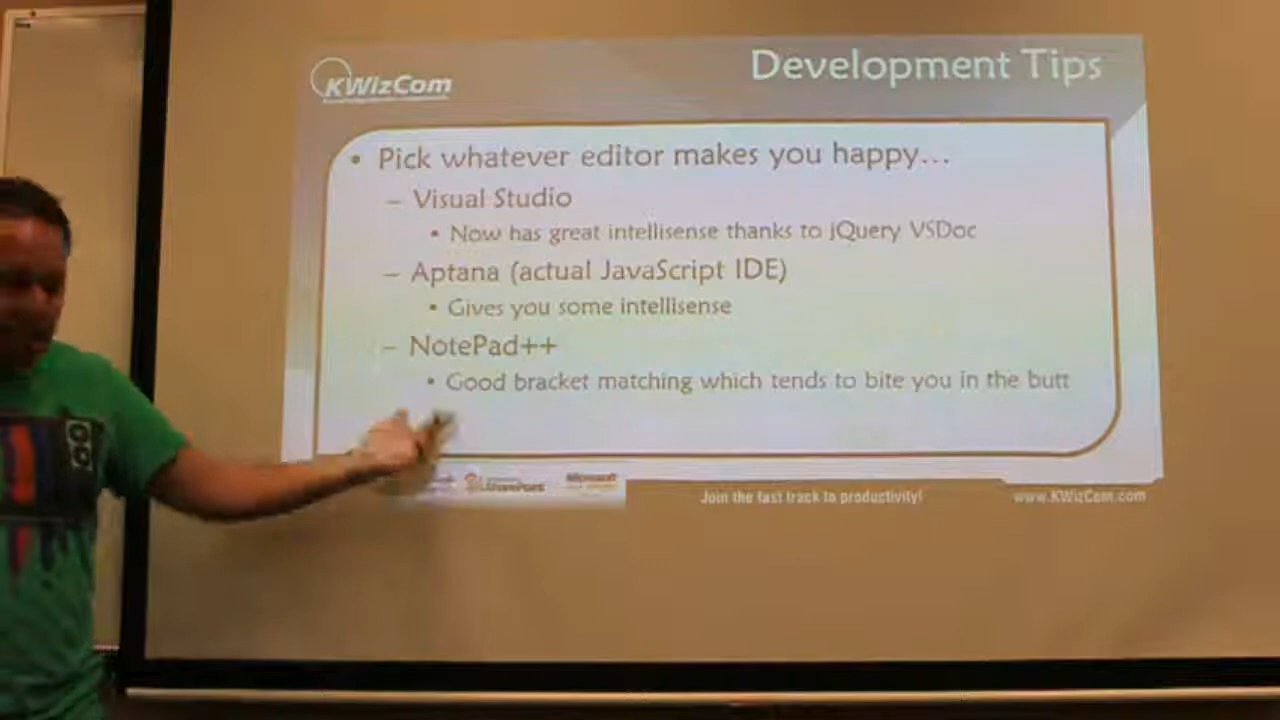 KWizCom
Development Tips
• Pick whatever editor makes you happy…
– Visual Studio
• Now has great intellisense thanks to jQuery VSDoc
– Aptana (actual JavaScript IDE)
• Gives you some intellisense
– NotePad++
• Good bracket matching which tends to bite you in the butt
SharePoint
Microsoft
Join the fast track to productivity!
www.KWizCom.com